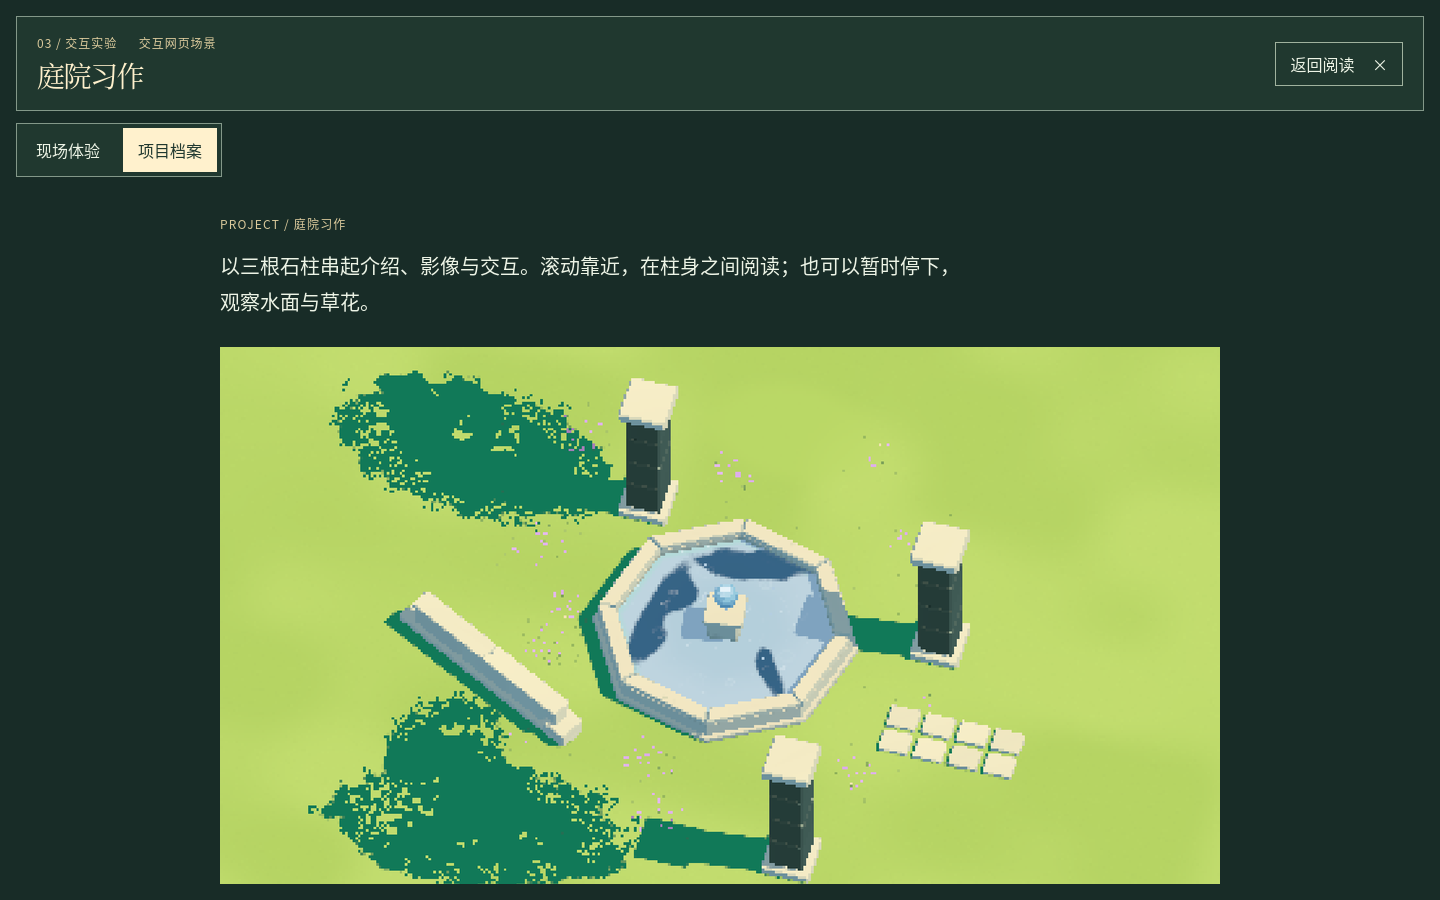 03 / 交互实验 交互网页场景
庭院习作
返回阅读 ×
现场体验 项目档案
PROJECT / 庭院习作
以三根石柱串起介绍、影像与交互。滚动靠近，在柱身之间阅读；也可以暂时停下，
观察水面与草花。